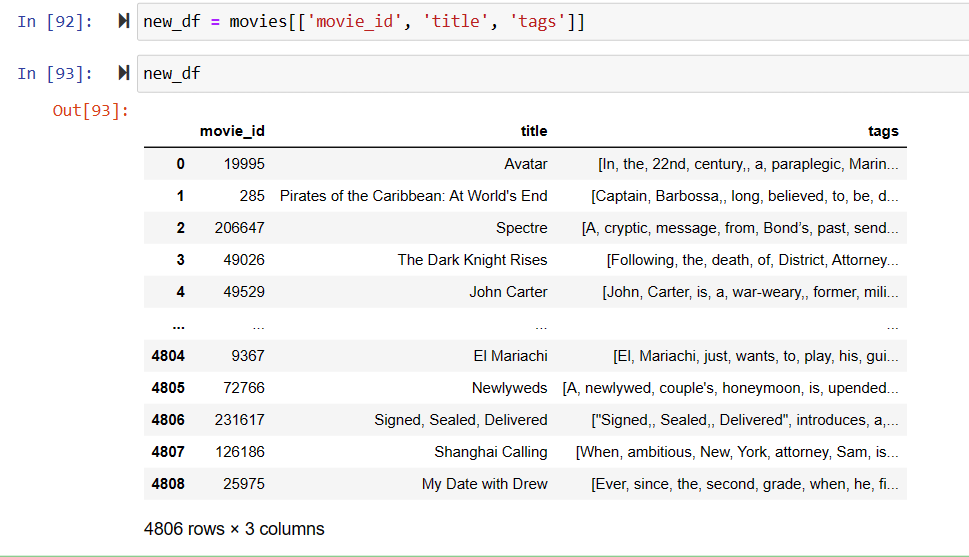 In [92]: new_df = movies[['movie_id', 'title', 'tags']]
In [93]: new_df
Out[93]:
movie_id title tags
0 19995 Avatar [In, the, 22nd, century,, a, paraplegic, Marin...
1 285 Pirates of the Caribbean: At World's End [Captain, Barbossa,, long, believed, to, be, d...
2 206647 Spectre [A, cryptic, message, from, Bond’s, past, send...
3 49026 The Dark Knight Rises [Following, the, death, of, District, Attorney...
4 49529 John Carter [John, Carter, is, a, war-weary,, former, mili...
... ... ... ...
4804 9367 El Mariachi [El, Mariachi, just, wants, to, play, his, gui...
4805 72766 Newlyweds [A, newlywed, couple's, honeymoon, is, upended...
4806 231617 Signed, Sealed, Delivered ["Signed,, Sealed,, Delivered", introduces, a,...
4807 126186 Shanghai Calling [When, ambitious, New, York, attorney, Sam, is...
4808 25975 My Date with Drew [Ever, since, the, second, grade, when, he, fi...
4806 rows × 3 columns